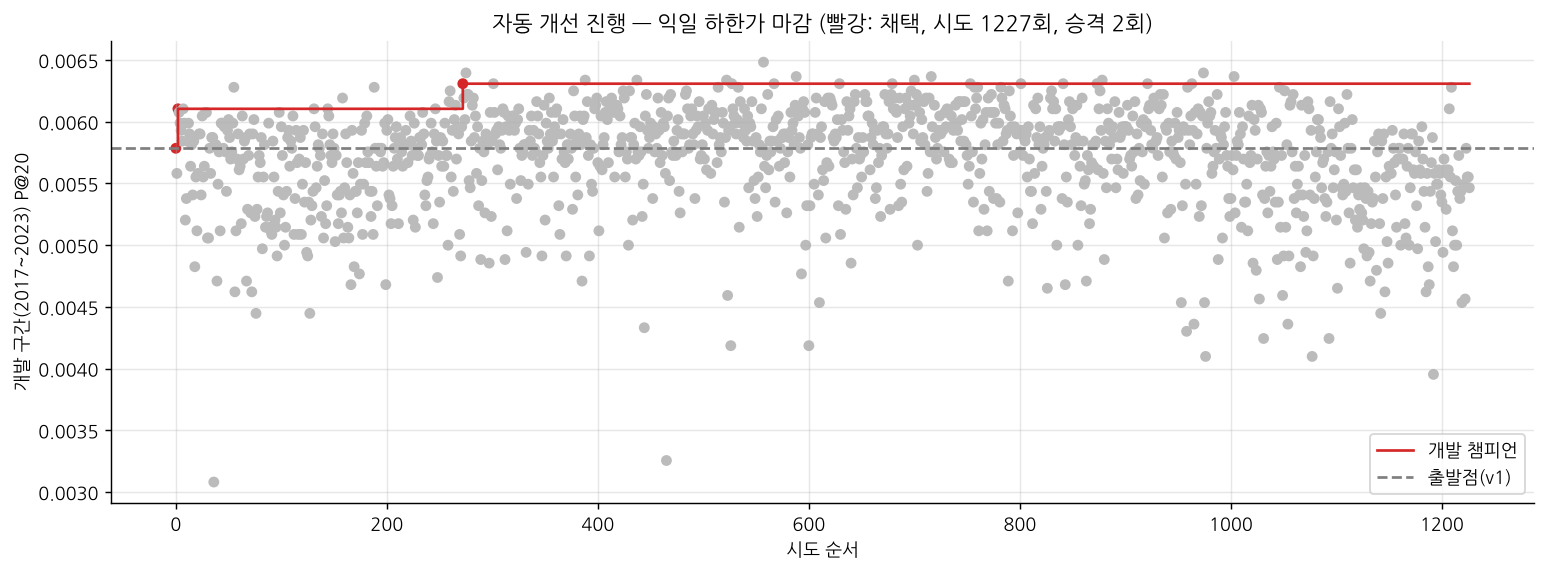 자동 개선 진행 — 익일 하한가 마감 (빨강: 채택, 시도 1227회, 승격 2회)
개발 구간(2017~2023) P@20
0.0065
0.0060
0.0055
0.0050
0.0045
0.0040
0.0035
0.0030
개발 챔피언
출발점(v1)
0 200 400 600 800 1000 1200
시도 순서